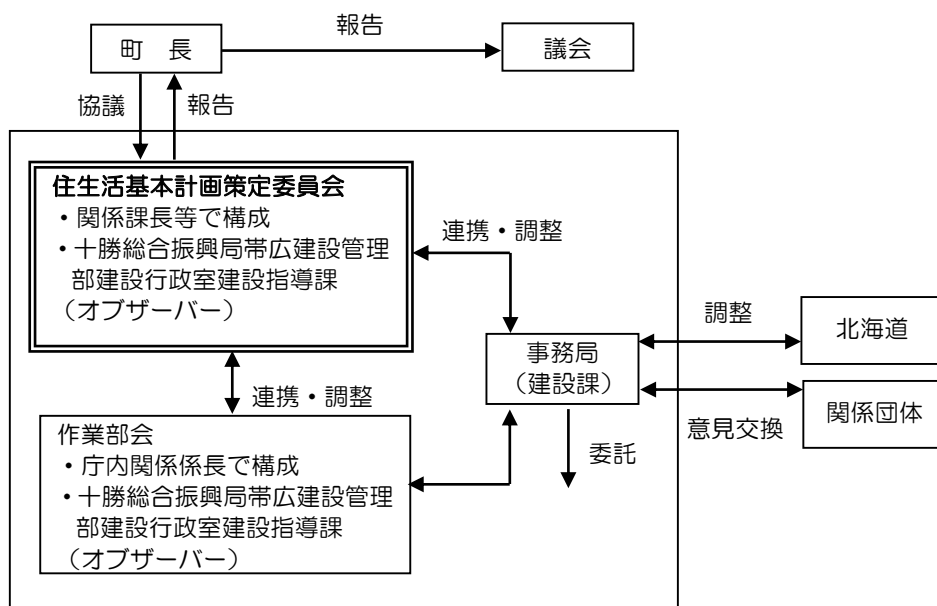 報告
町　長
議会
協議
報告
住生活基本計画策定委員会
・関係課長等で構成
・十勝総合振興局帯広建設管理
部建設行政室建設指導課
（オブザーバー）
連携・調整
調整
北海道
事務局
（建設課）
連携・調整
関係団体
意見交換
作業部会
・庁内関係係長で構成
・十勝総合振興局帯広建設管理
部建設行政室建設指導課
（オブザーバー）
委託